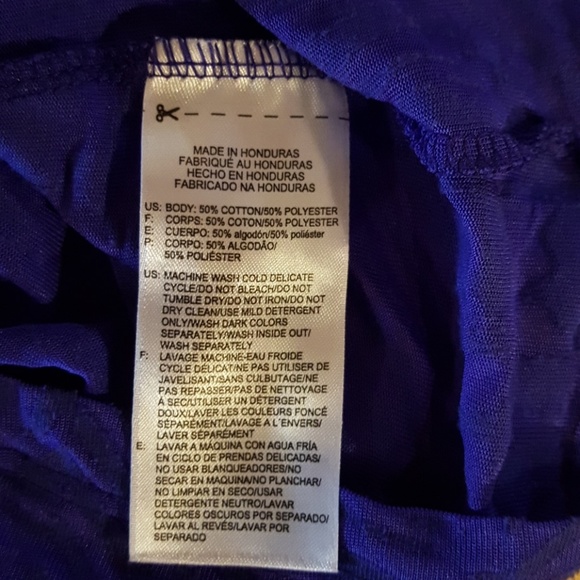 MADE IN HONDURAS
FABRIQUÉ AU HONDURAS
HECHO EN HONDURAS
FABRICADO NA HONDURAS
US: BODY: 50% COTTON/50% POLYESTER
F: CORPS: 50% COTON/50% POLYESTER
E: CUERPO: 50% algodón/50% poliéster
P: CORPO: 50% ALGODÃO/
50% POLIÉSTER
US: MACHINE WASH COLD DELICATE
CYCLE/DO NOT BLEACH/DO NOT
TUMBLE DRY/DO NOT IRON/DO NOT
DRY CLEAN/USE MILD DETERGENT
ONLY/WASH DARK COLORS
SEPARATELY/WASH INSIDE OUT/
WASH SEPARATELY
F: LAVAGE MACHINE-EAU FROIDE
CYCLE DÉLICAT/NE PAS UTILISER DE
JAVELISANT/SANS CULBUTAGE/NE
PAS REPASSER/PAS DE NETTOYAGE
À SEC/UTILISER UN DÉTERGENT
DOUX/LAVER LES COULEURS FONCÉ
SÉPARÉMENT/LAVAGE A L'ENVERS/
LAVER SÉPARÉMENT
E: LAVAR A MÁQUINA CON AGUA FRÍA
EN CICLO DE PRENDAS DELICADAS/
NO USAR BLANQUEADORES/NO
SECAR EN MAQUINA/NO PLANCHAR/
NO LIMPIAR EN SECO/USAR
DETERGENTE NEUTRO/LAVAR
COLORES OSCUROS POR SEPARADO/
LAVAR AL REVÉS/LAVAR POR
SEPARADO